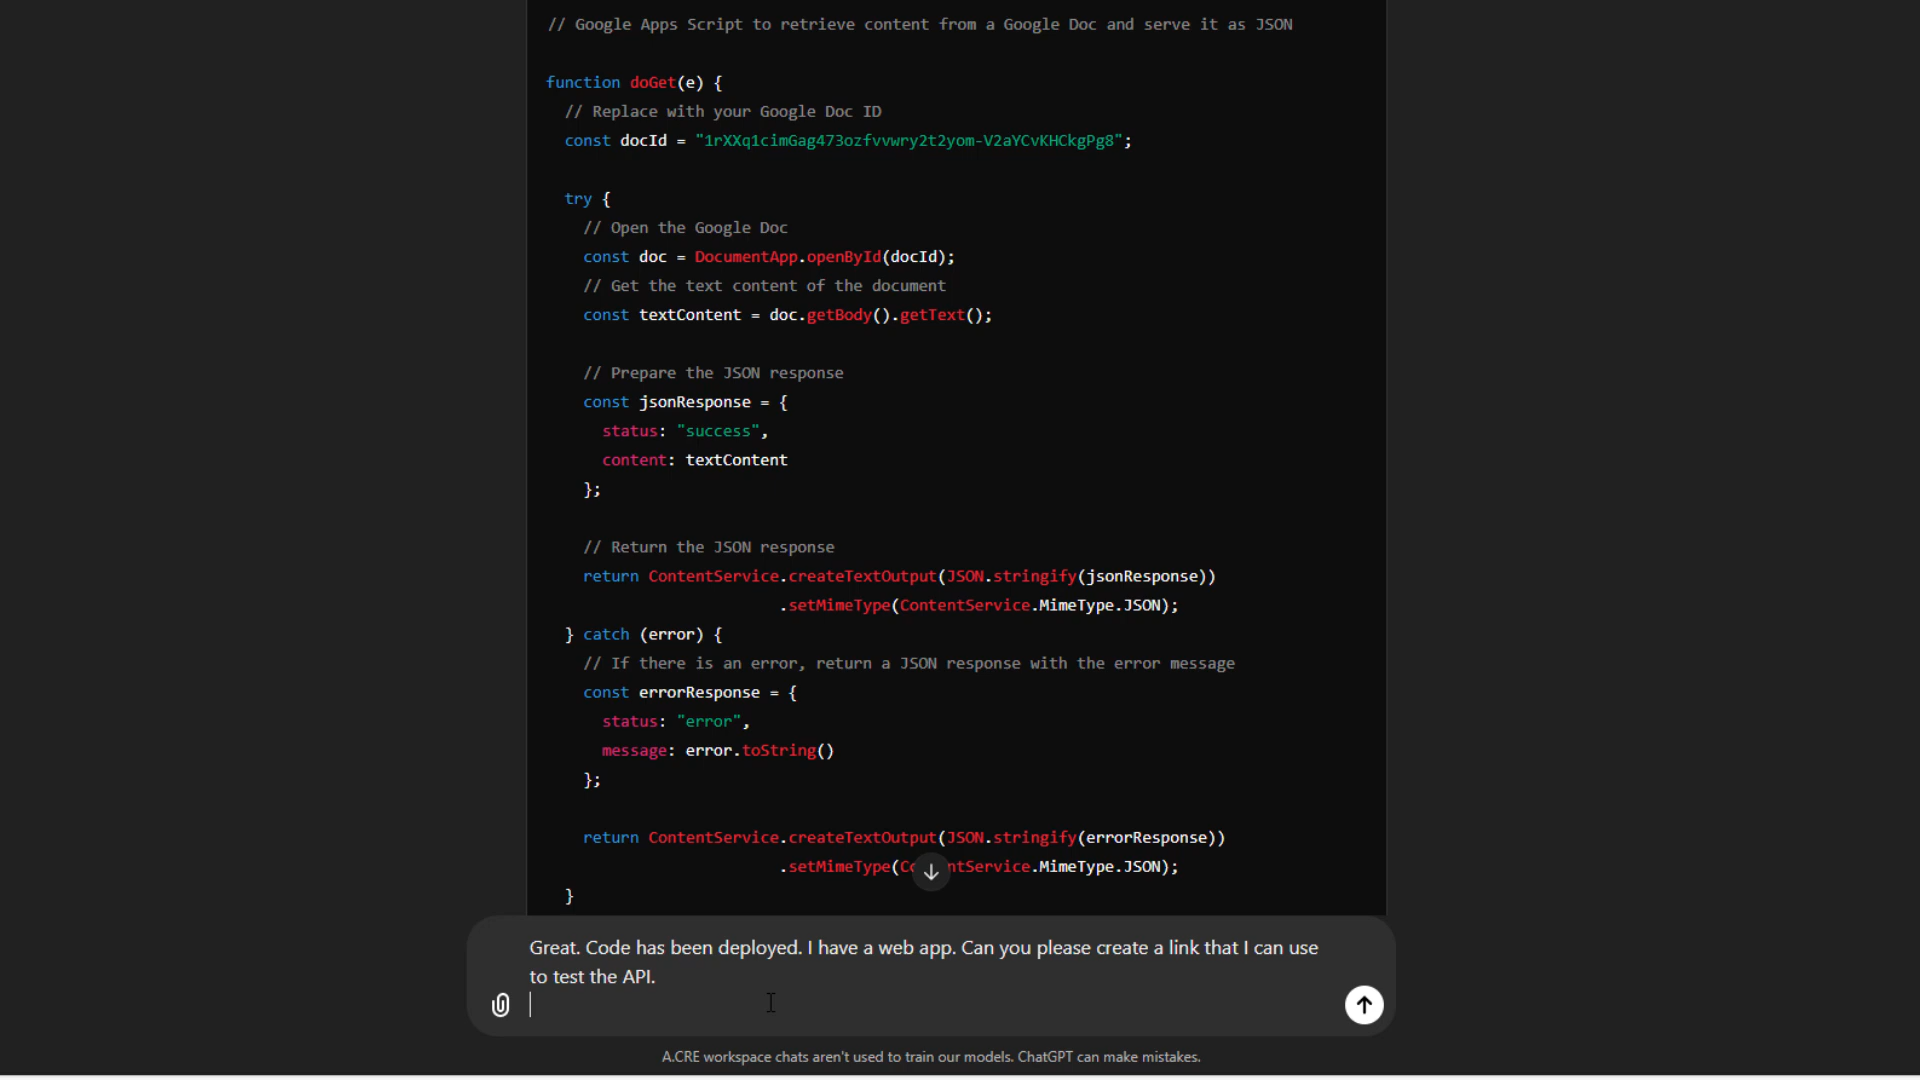 // Google Apps Script to retrieve content from a Google Doc and serve it as JSON
function doGet(e) {
// Replace with your Google Doc ID
const docId = "1rXXq1cimGag473ozfvvwry2t2yom-V2aYCvKHCkgPg8";
try {
// Open the Google Doc
const doc = DocumentApp.openById(docId);
// Get the text content of the document
const textContent = doc.getBody().getText();
// Prepare the JSON response
const jsonResponse = {
status: "success",
content: textContent
};
// Return the JSON response
return ContentService.createTextOutput(JSON.stringify(jsonResponse))
.setMimeType(ContentService.MimeType.JSON);
} catch (error) {
// If there is an error, return a JSON response with the error message
const errorResponse = {
status: "error",
message: error.toString()
};
return ContentService.createTextOutput(JSON.stringify(errorResponse))
.setMimeType(ContentService.MimeType.JSON);
}
Great. Code has been deployed. I have a web app. Can you please create a link that I can use
to test the API.
A.CRE workspace chats aren't used to train our models. ChatGPT can make mistakes.